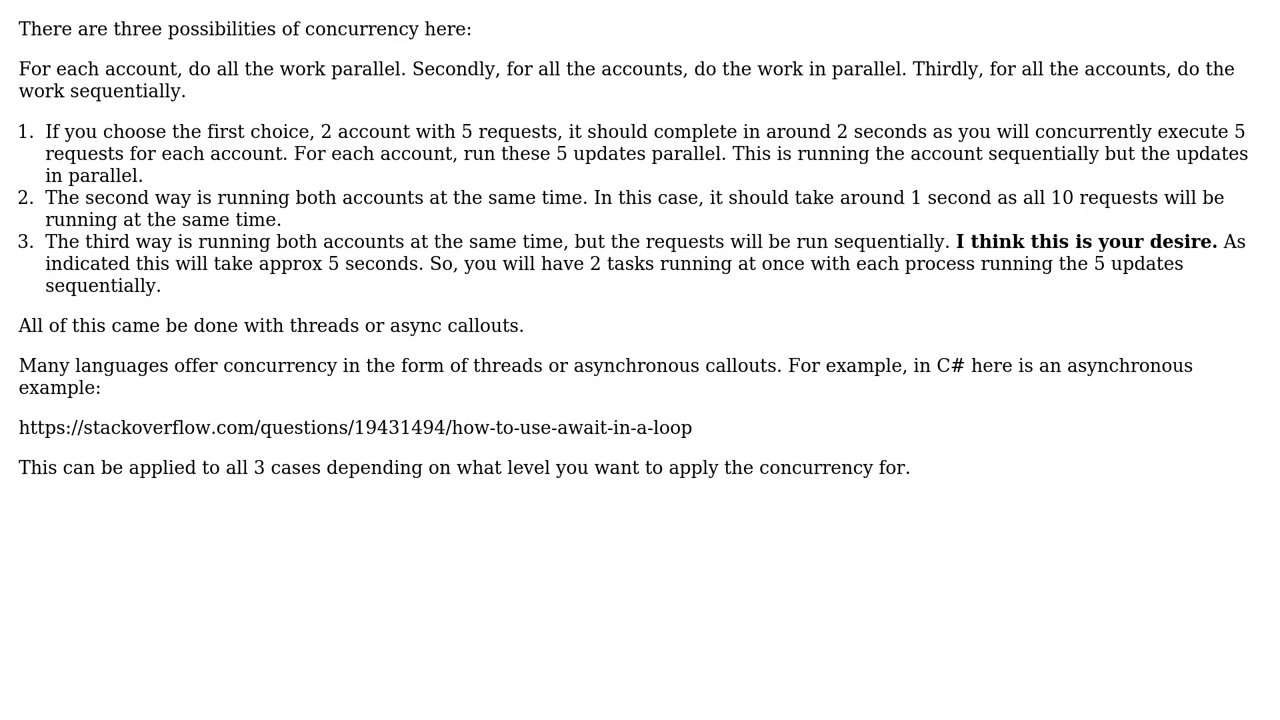 There are three possibilities of concurrency here:
For each account, do all the work parallel. Secondly, for all the accounts, do the work in parallel. Thirdly, for all the accounts, do the
work sequentially.
1. If you choose the first choice, 2 account with 5 requests, it should complete in around 2 seconds as you will concurrently execute 5
requests for each account. For each account, run these 5 updates parallel. This is running the account sequentially but the updates
in parallel.
2. The second way is running both accounts at the same time. In this case, it should take around 1 second as all 10 requests will be
running at the same time.
3. The third way is running both accounts at the same time, but the requests will be run sequentially. I think this is your desire. As
indicated this will take approx 5 seconds. So, you will have 2 tasks running at once with each process running the 5 updates
sequentially.
All of this came be done with threads or async callouts.
Many languages offer concurrency in the form of threads or asynchronous callouts. For example, in C# here is an asynchronous
example:
https://stackoverflow.com/questions/19431494/how-to-use-await-in-a-loop
This can be applied to all 3 cases depending on what level you want to apply the concurrency for.